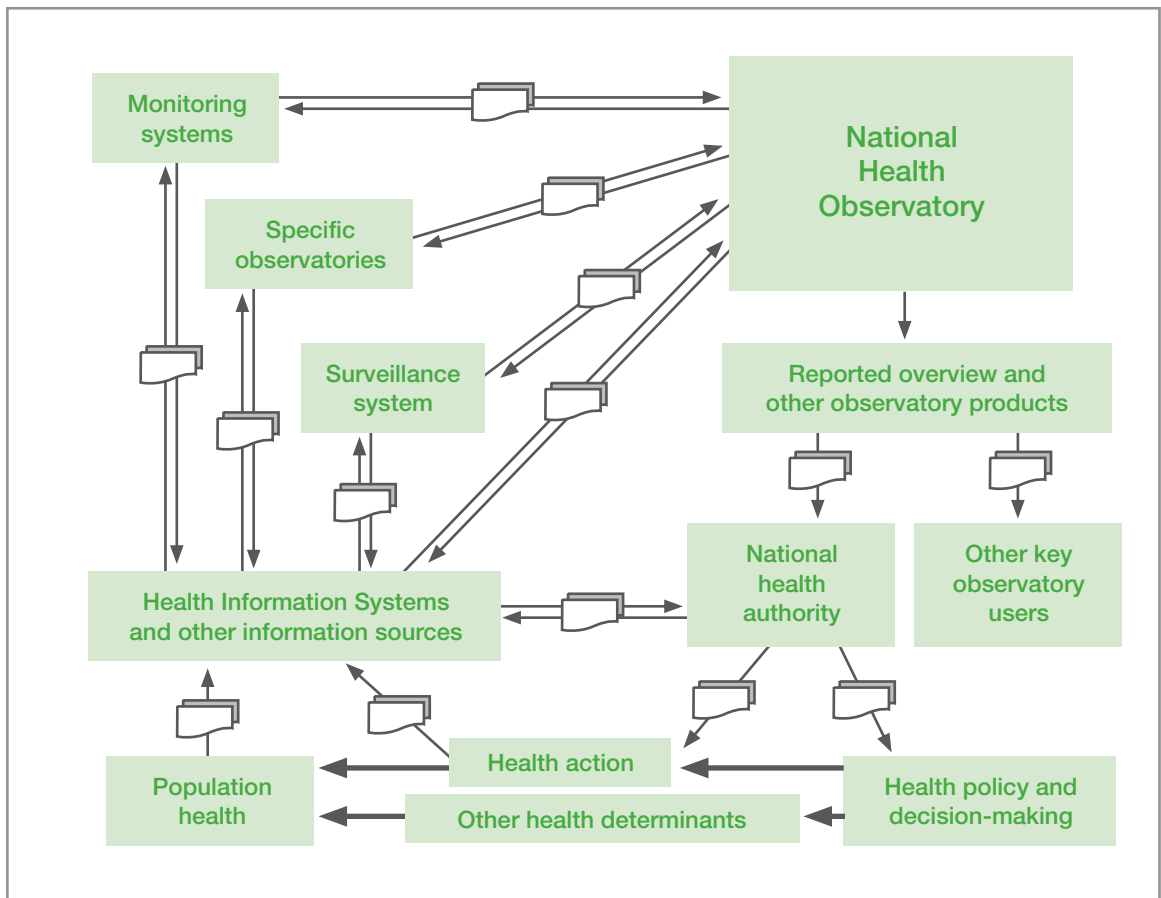 Monitoring
systems
National
Health
Observatory
Specific
observatories
Surveillance
system
Reported overview and
other observatory products
National
health
authority
Other key
observatory
users
Health Information Systems
and other information sources
Health action
Population
health
Other health determinants
Health policy and
decision-making